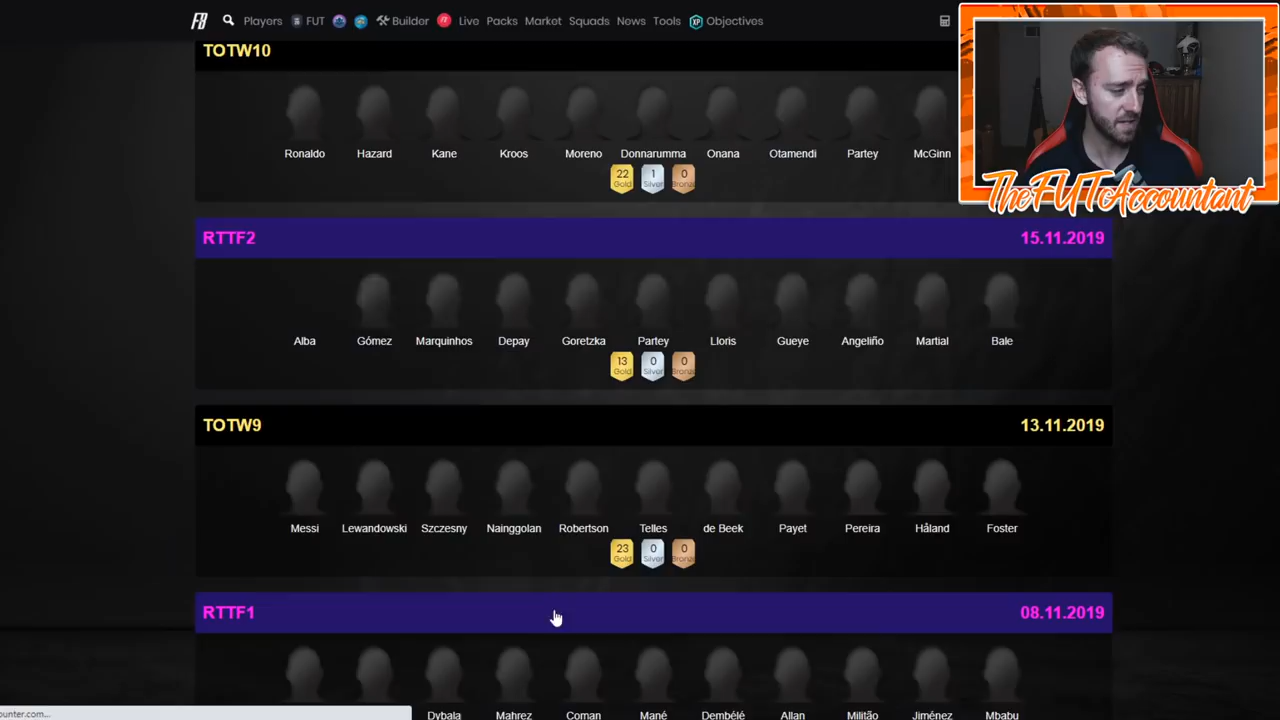 FB Players FUT Builder Live Packs Market Squads News Tools XP Objectives
TOTW10
Ronaldo Hazard Kane Kroos Moreno Donnarumma Onana Otamendi Partey McGinn
22 Gold 1 Silver 0 Bronze
TheFUTAccountant
RTTF2 15.11.2019
Alba Gómez Marquinhos Depay Goretzka Partey Lloris Gueye Angeliño Martial Bale
13 Gold 0 Silver 0 Bronze
TOTW9 13.11.2019
Messi Lewandowski Szczesny Nainggolan Robertson Telles de Beek Payet Pereira Håland Foster
23 Gold 0 Silver 0 Bronze
RTTF1 08.11.2019
Dybala Mahrez Coman Mané Dembélé Allan Militão Jiménez Mbabu
ounter.com...